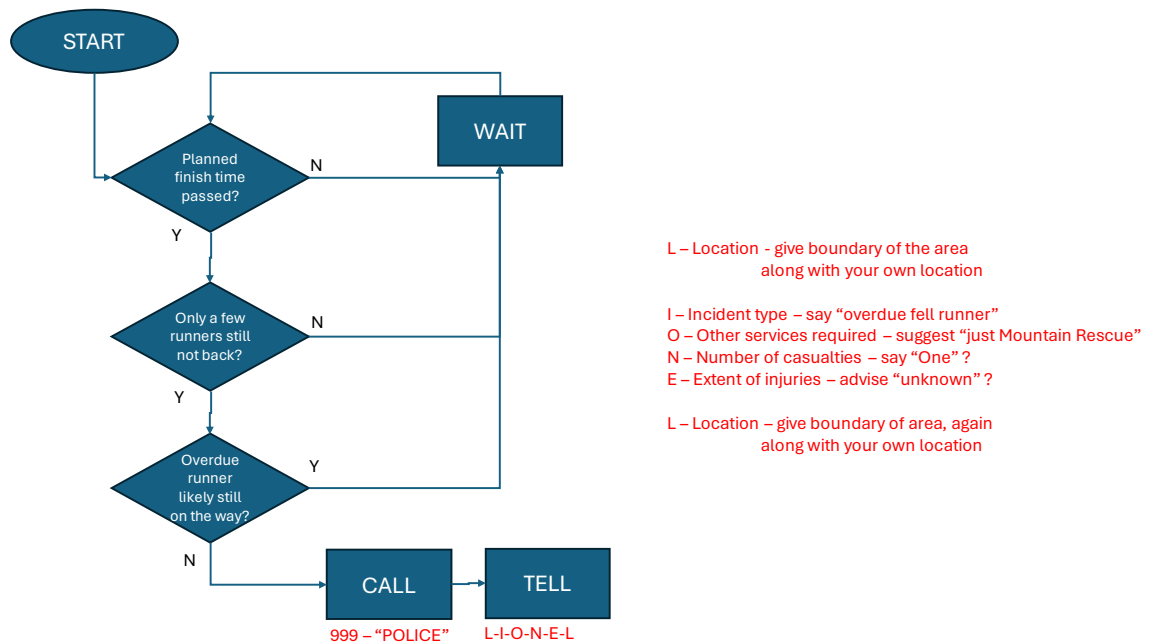 START
WAIT
Planned
finish time
passed?
N
Y
Only a few
runners still
not back?
N
Y
Overdue
runner
likely still
on the way?
Y
N
CALL
TELL
999 – “POLICE”
L-I-O-N-E-L
L – Location - give boundary of the area
along with your own location
I – Incident type – say “overdue fell runner”
O – Other services required – suggest “just Mountain Rescue”
N – Number of casualties – say “One” ?
E – Extent of injuries – advise “unknown” ?
L – Location – give boundary of area, again
along with your own location